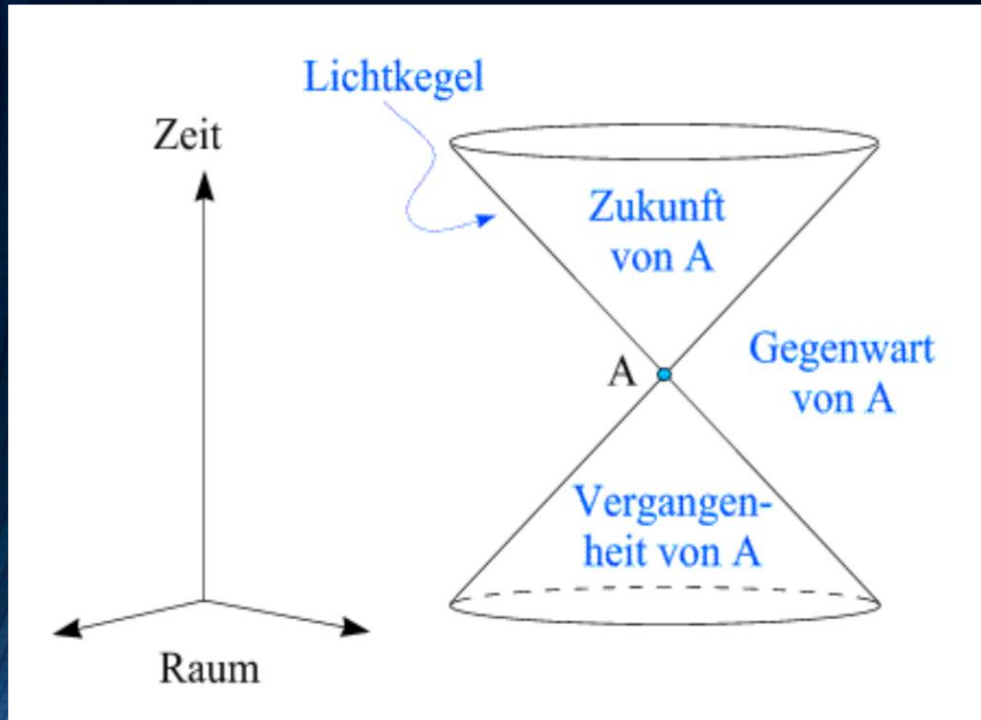 Lichtkegel
Zeit
Zukunft
von A
A
Gegenwart
von A
Vergangen-
heit von A
Raum